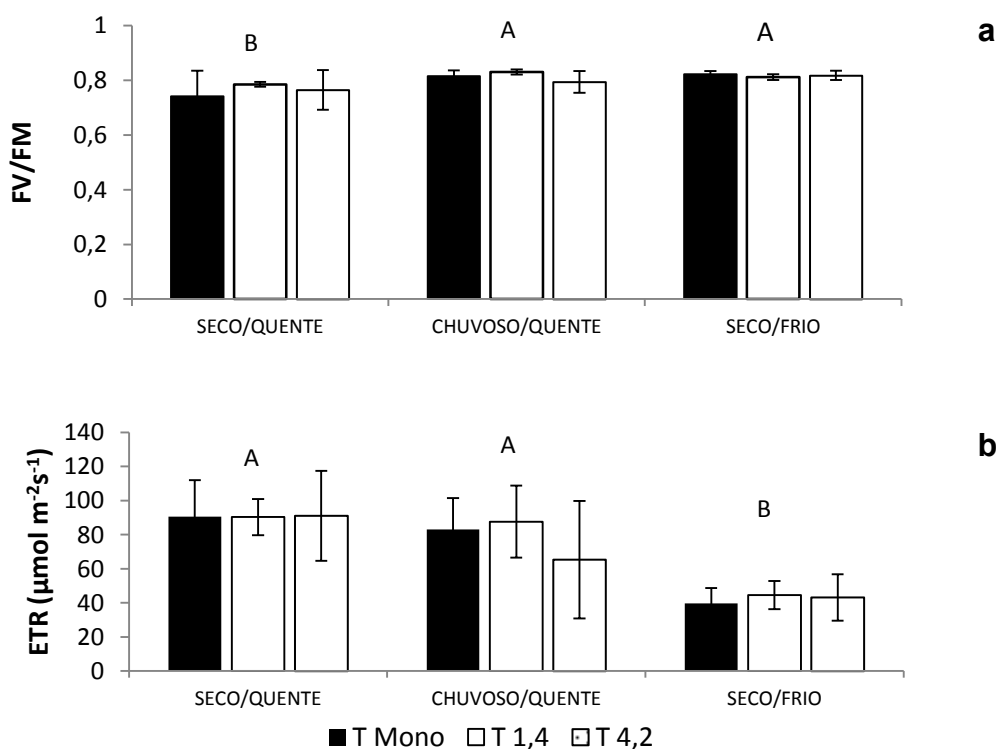 a
B A A
1
0,8
0,6
0,4
0,2
0
FV/FM
SECO/QUENTE CHUVOSO/QUENTE SECO/FRIO
b
A A B
140
120
100
80
60
40
20
0
ETR (µmol m⁻²s⁻¹)
SECO/QUENTE CHUVOSO/QUENTE SECO/FRIO
T Mono T 1,4 T 4,2